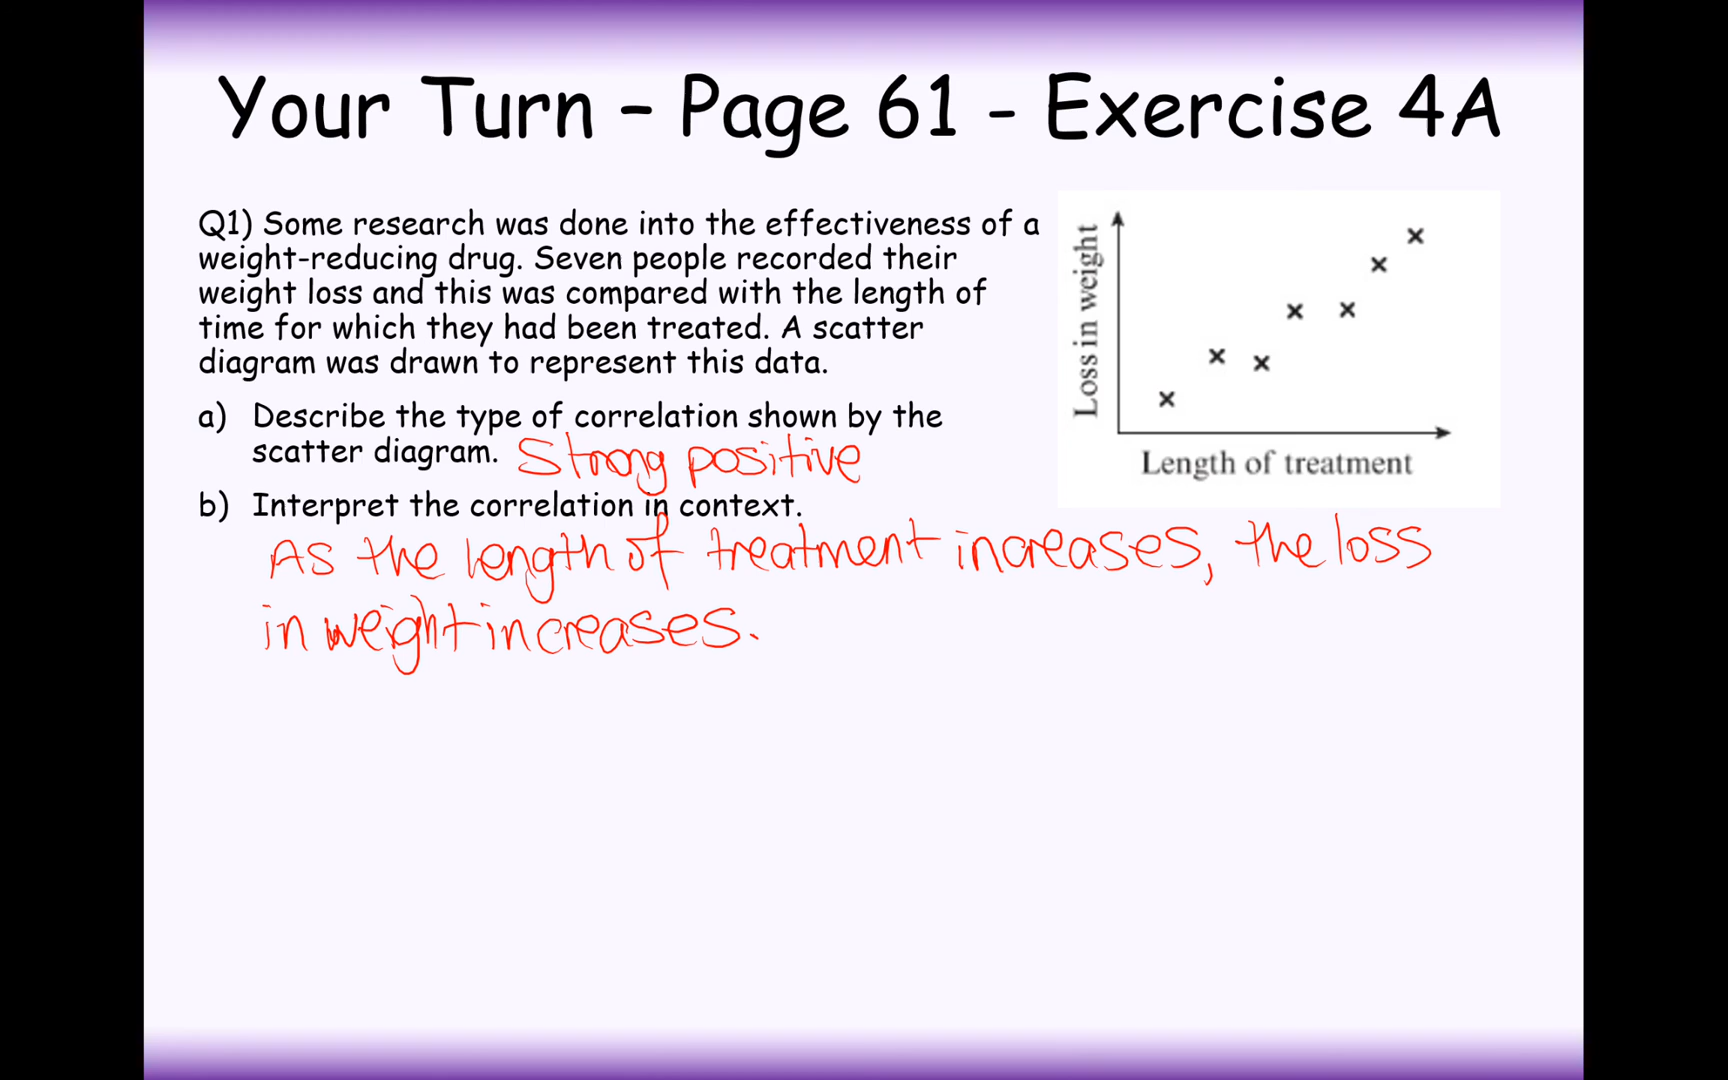 Your Turn – Page 61 - Exercise 4A
Q1) Some research was done into the effectiveness of a
weight-reducing drug. Seven people recorded their
weight loss and this was compared with the length of
time for which they had been treated. A scatter
diagram was drawn to represent this data.
a) Describe the type of correlation shown by the
scatter diagram. Strong positive
b) Interpret the correlation in context.
As the length of treatment increases, the loss
in weight increases.
Loss in weight
Length of treatment